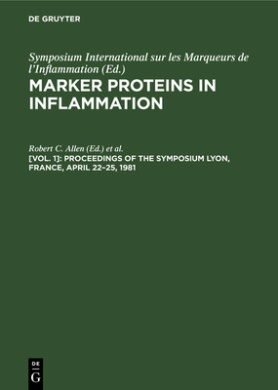 DE GRUYTER
Symposium International sur les Marqueurs de
l'Inflammation (Ed.)
MARKER PROTEINS IN
INFLAMMATION
Robert C. Allen (Ed.) et al.
[VOL. 1]: PROCEEDINGS OF THE SYMPOSIUM LYON,
FRANCE, APRIL 22–25, 1981
DE
G